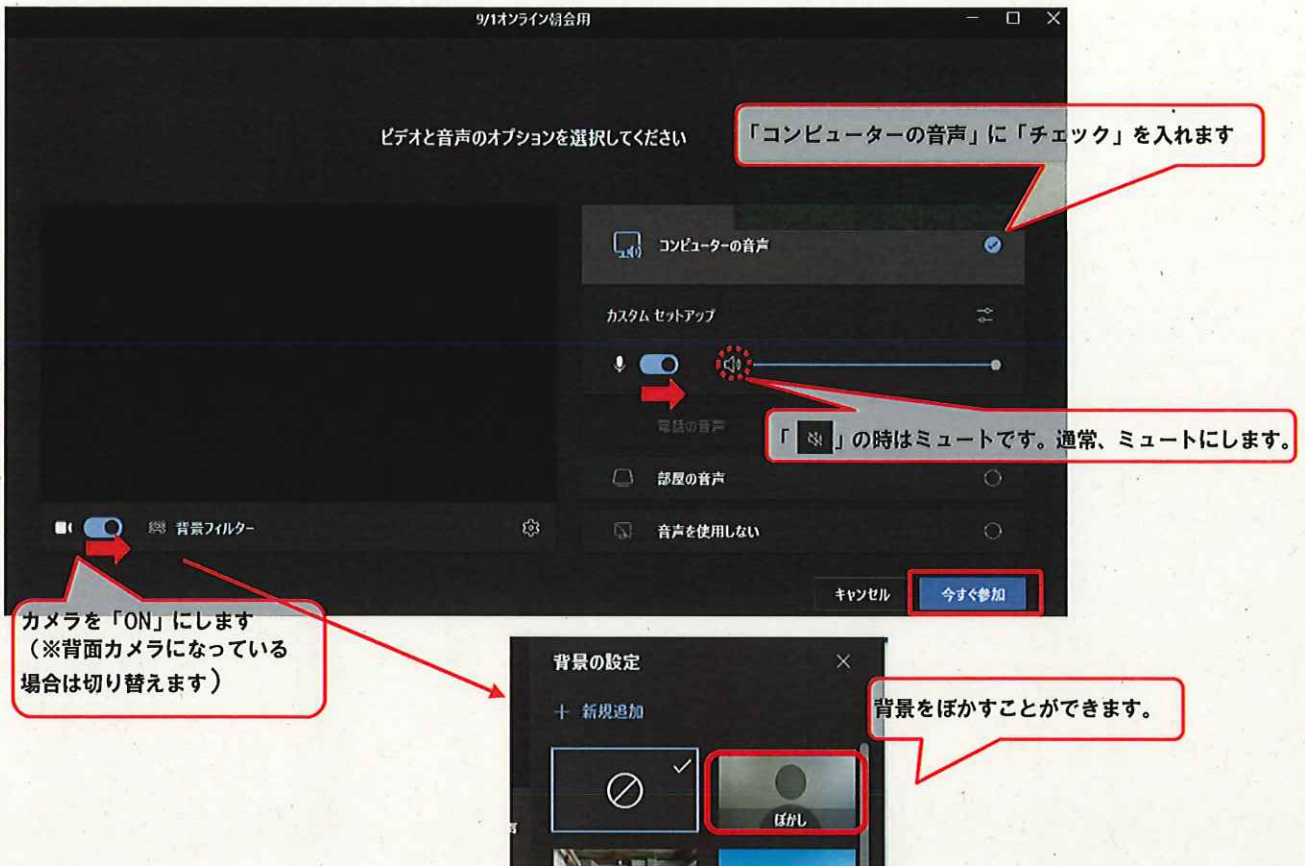 9/1オンライン朝会用
ビデオと音声のオプションを選択してください
「コンピューターの音声」に「チェック」を入れます
コンピューターの音声
カスタム セットアップ
電話の音声
「 」の時はミュートです。通常、ミュートにします。
部屋の音声
背景フィルター
音声を使用しない
キャンセル
今すぐ参加
カメラを「ON」にします
(※背面カメラになっている
場合は切り替えます)
背景の設定
+ 新規追加
背景をぼかすことができます。
ぼかし